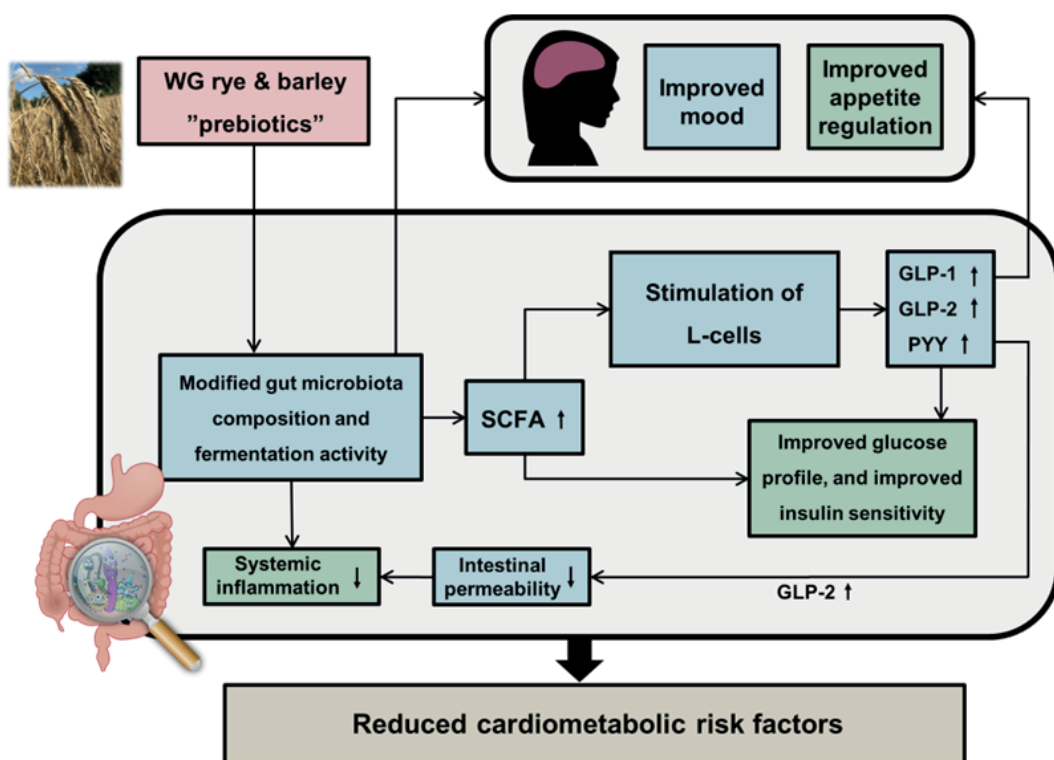 WG rye & barley
”prebiotics”
Improved
mood
Improved
appetite
regulation
Stimulation of
L-cells
GLP-1 ↑
GLP-2 ↑
PYY ↑
Modified gut microbiota
composition and
fermentation activity
SCFA ↑
Improved glucose
profile, and improved
insulin sensitivity
Systemic
inflammation ↓
Intestinal
permeability ↓
GLP-2 ↑
Reduced cardiometabolic risk factors